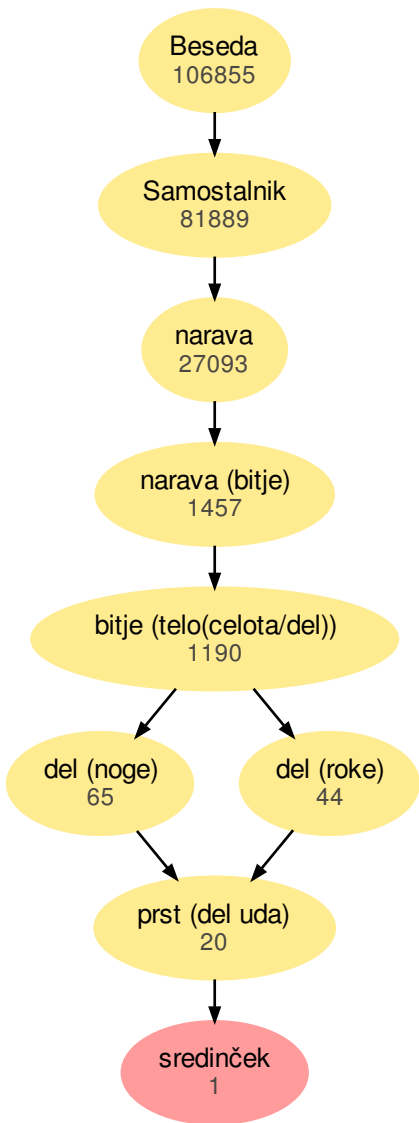 Beseda
106855
Samostalnik
81889
narava
27093
narava (bitje)
1457
bitje (telo(celota/del))
1190
del (noge)
65
del (roke)
44
prst (del uda)
20
sredinček
1